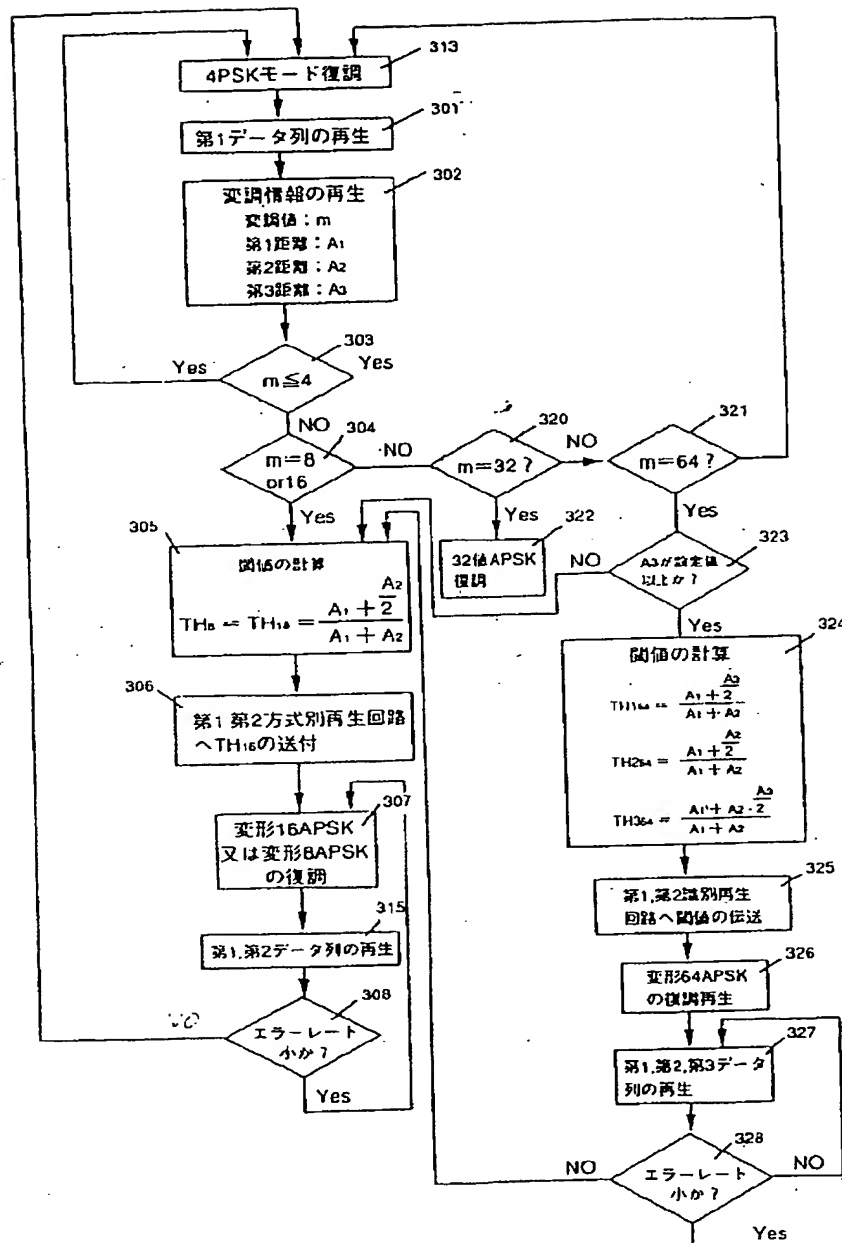 313
4PSKモード復調
301
第1データ列の再生
302
変調情報の再生
変調値:m
第1距離:A1
第2距離:A2
第3距離:A3
303
Yes
Yes
m≦4
NO
304
m=8
or16
NO
320
m=32?
NO
321
m=64?
Yes
Yes
322
32値APSK
復調
Yes
323
A3が設定値
以上か?
NO
Yes
305
閾値の計算
TH8 = TH16 = (A1 + A2/2) / (A1 + A2)
324
閾値の計算
TH164 = (A1 + A3/2) / (A1 + A2)
TH264 = (A1 + A2/2) / (A1 + A2)
306
第1 第2方式別再生回路
へTH16の送付
307
変形16APSK
又は変形8APSK
の復調
315
第1,第2データ列の再生
308
エラーレート
小か?
Yes
325
第1,第2識別再生
回路へ閾値の伝送
326
変形64APSK
の復調再生
327
第1,第2,第3データ
列の再生
328
エラーレート
小か?
NO
NO
Yes